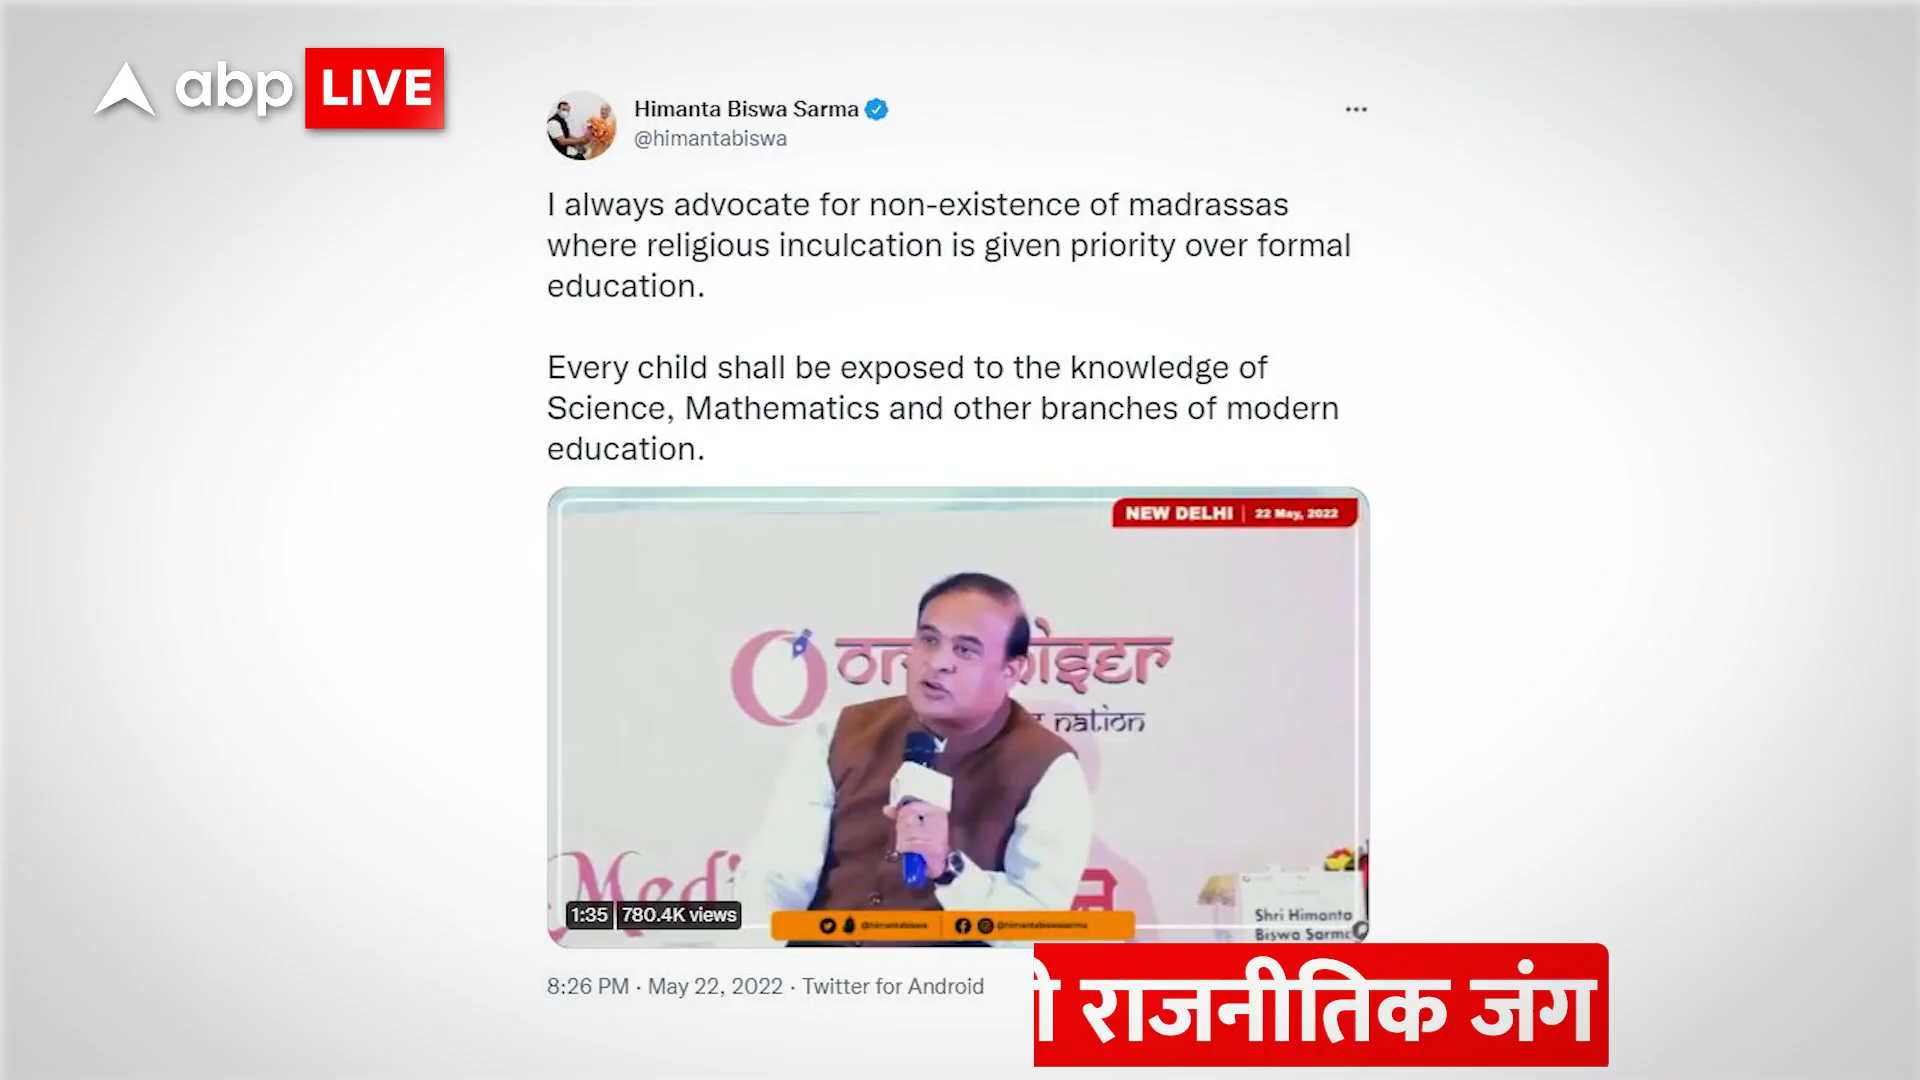 abp LIVE
Himanta Biswa Sarma
@himantabiswa
I always advocate for non-existence of madrassas
where religious inculcation is given priority over formal
education.
Every child shall be exposed to the knowledge of
Science, Mathematics and other branches of modern
education.
NEW DELHI | 22 May, 2022
nation
Medi
1:35 780.4K views
@himantabiswa @himantabiswasarma
Shri Himanta
Biswa Sarma
8:26 PM · May 22, 2022 · Twitter for Android
राजनीतिक जंग